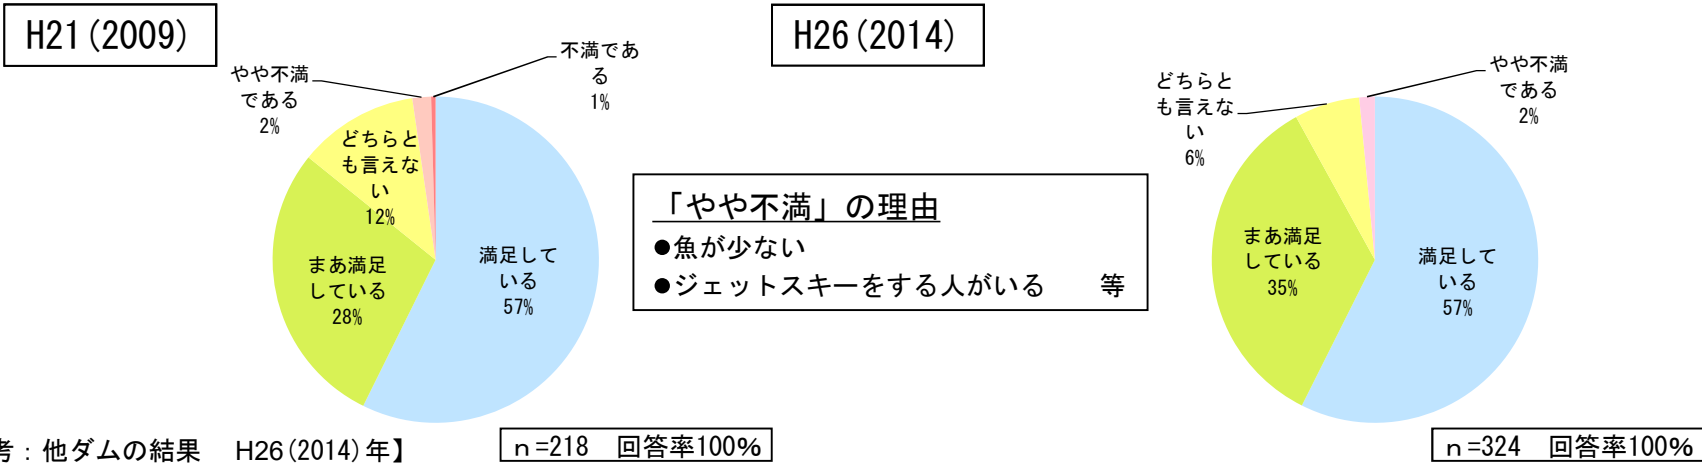 H21(2009)
不満であ
る
1%
やや不満
である
2%
どちらと
も言えな
い
12%
まあ満足
している
28%
満足して
いる
57%
「やや不満」の理由
●魚が少ない
●ジェットスキーをする人がいる　　等
H26(2014)
やや不満
である
2%
どちらと
も言えな
い
6%
まあ満足
している
35%
満足して
いる
57%
考：他ダムの結果　H26(2014)年】
ｎ=218　回答率100%
ｎ=324　回答率100%